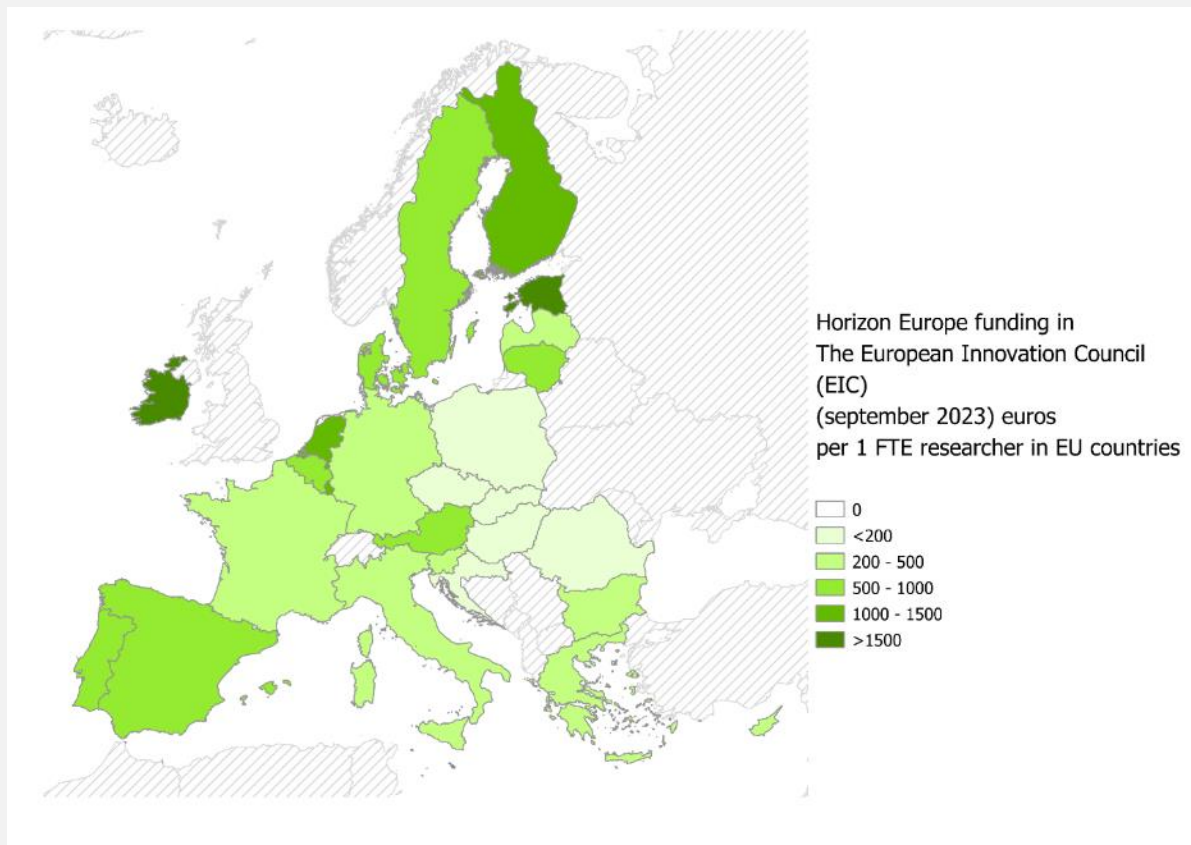 Horizon Europe funding in
The European Innovation Council
(EIC)
(september 2023) euros
per 1 FTE researcher in EU countries
0
<200
200 - 500
500 - 1000
1000 - 1500
>1500